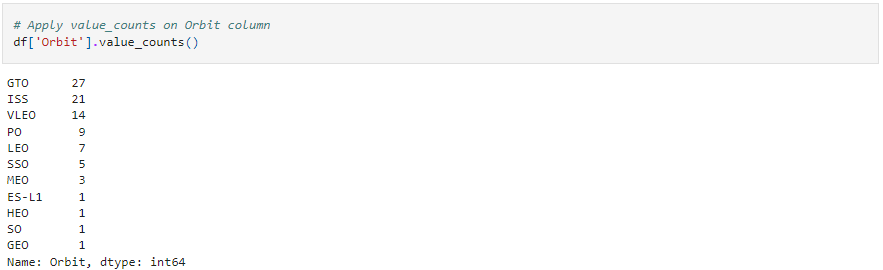 # Apply value_counts on Orbit column
df['Orbit'].value_counts()
GTO      27
ISS      21
VLEO     14
PO        9
LEO       7
SSO       5
MEO       3
ES-L1     1
HEO       1
SO        1
GEO       1
Name: Orbit, dtype: int64